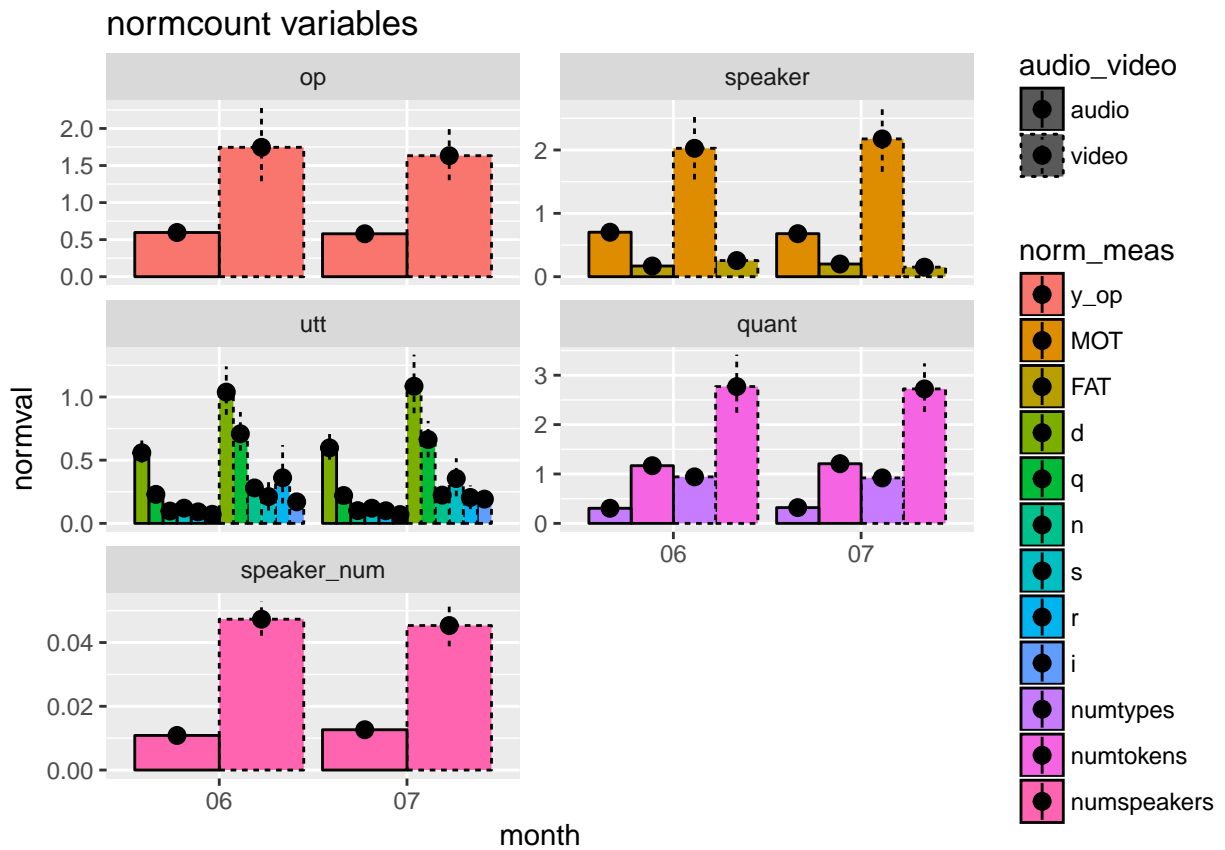 normcount variables
op
speaker
2.0
1.5
1.0
0.5
0.0
2
1
0
utt
quant
1.0
0.5
0.0
3
2
1
0
06
07
speaker_num
0.04
0.02
0.00
06
07
normval
month
audio_video
audio
video
norm_meas
y_op
MOT
FAT
d
q
n
s
r
i
numtypes
numtokens
numspeakers